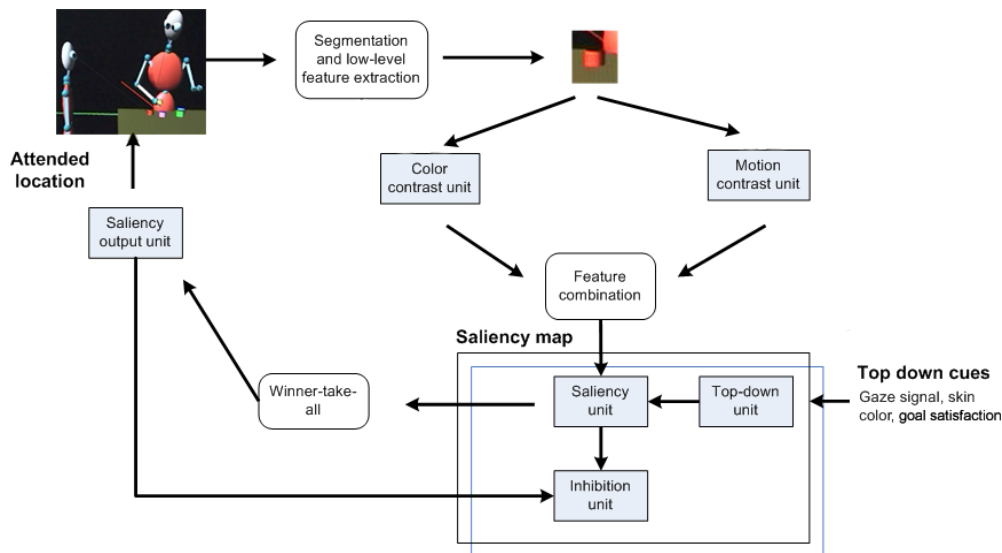 Segmentation
and low-level
feature extraction
Attended
location
Color
contrast unit
Motion
contrast unit
Saliency
output unit
Feature
combination
Saliency map
Winner-take-
all
Saliency
unit
Top-down
unit
Top down cues
Gaze signal, skin
color, goal satisfaction
Inhibition
unit